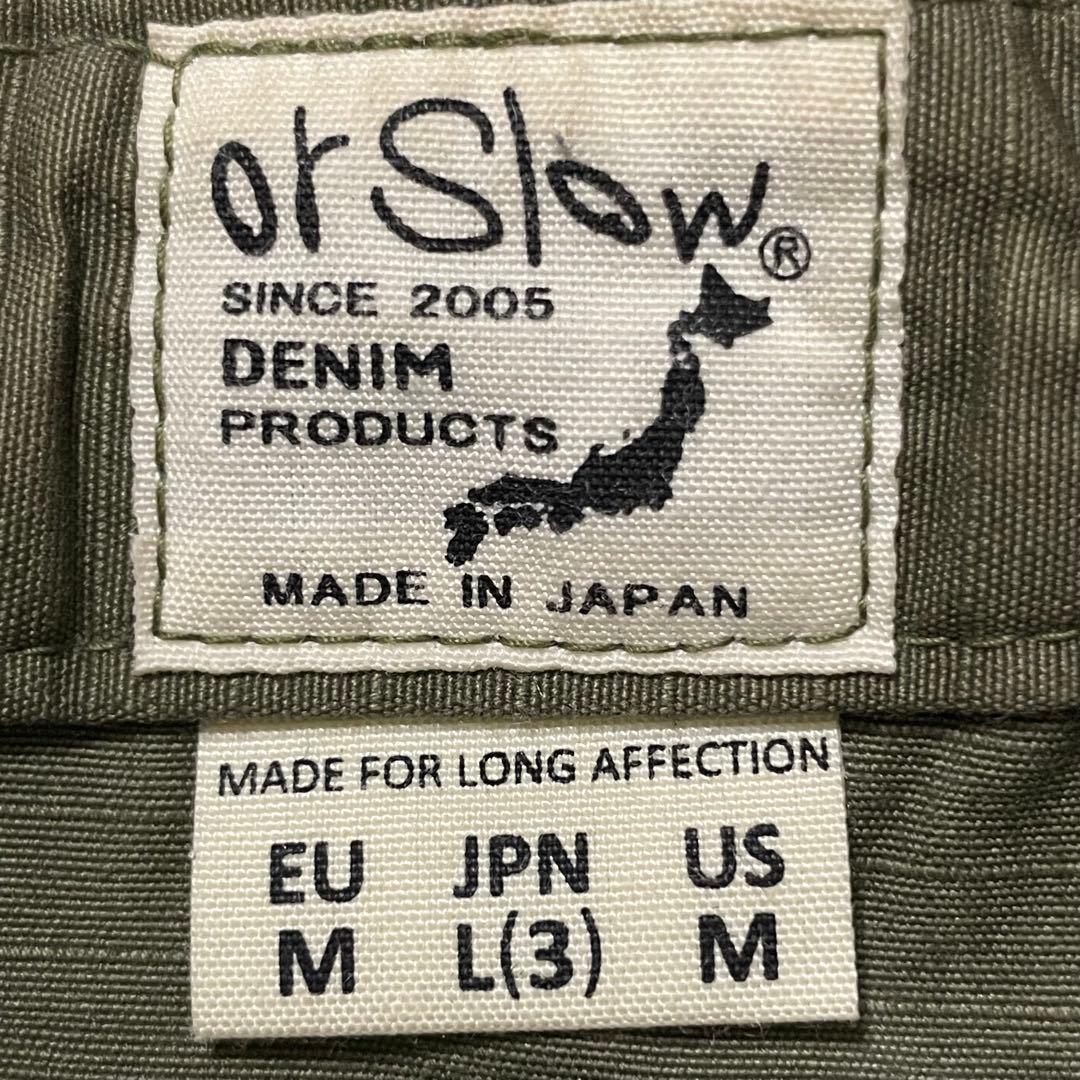 orSlow®
SINCE 2005
DENIM
PRODUCTS
MADE IN JAPAN
MADE FOR LONG AFFECTION
EU JPN US
M L(3) M